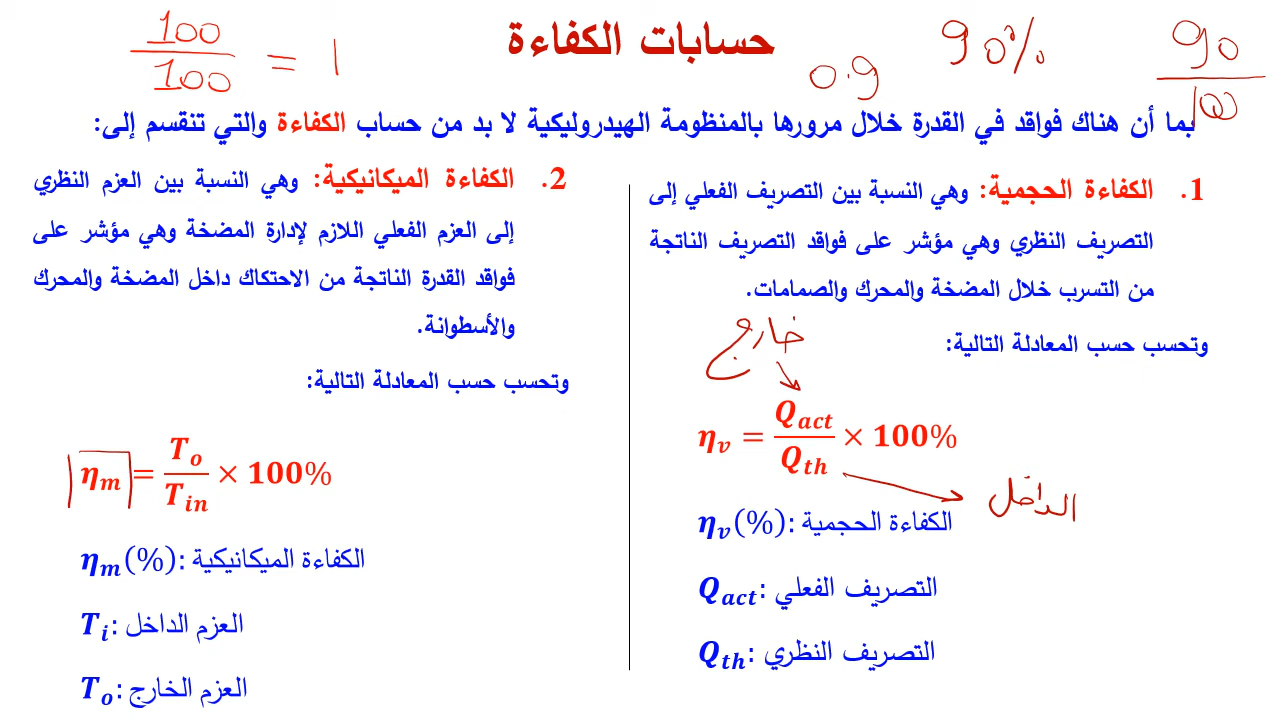 حسابات الكفاءة
90/100
90%
0.9
100/100 = 1
بما أن هناك فواقد في القدرة خلال مرورها بالمنظومة الهيدروليكية لا بد من حساب الكفاءة والتي تنقسم إلى:
1. الكفاءة الحجمية: وهي النسبة بين التصريف الفعلي إلى
التصريف النظري وهي مؤشر على فواقد التصريف الناتجة
من التسرب خلال المضخة والمحرك والصمامات.
وتحسب حسب المعادلة التالية:
خارج
η_v = Q_act/Q_th × 100%
الداخل
η_v(%): الكفاءة الحجمية
Q_act: التصريف الفعلي
Q_th: التصريف النظري
2. الكفاءة الميكانيكية: وهي النسبة بين العزم النظري
إلى العزم الفعلي اللازم لإدارة المضخة وهي مؤشر على
فواقد القدرة الناتجة من الاحتكاك داخل المضخة والمحرك
والأسطوانة.
وتحسب حسب المعادلة التالية:
η_m = T_o/T_in × 100%
η_m(%): الكفاءة الميكانيكية
T_i: العزم الداخل
T_o: العزم الخارج